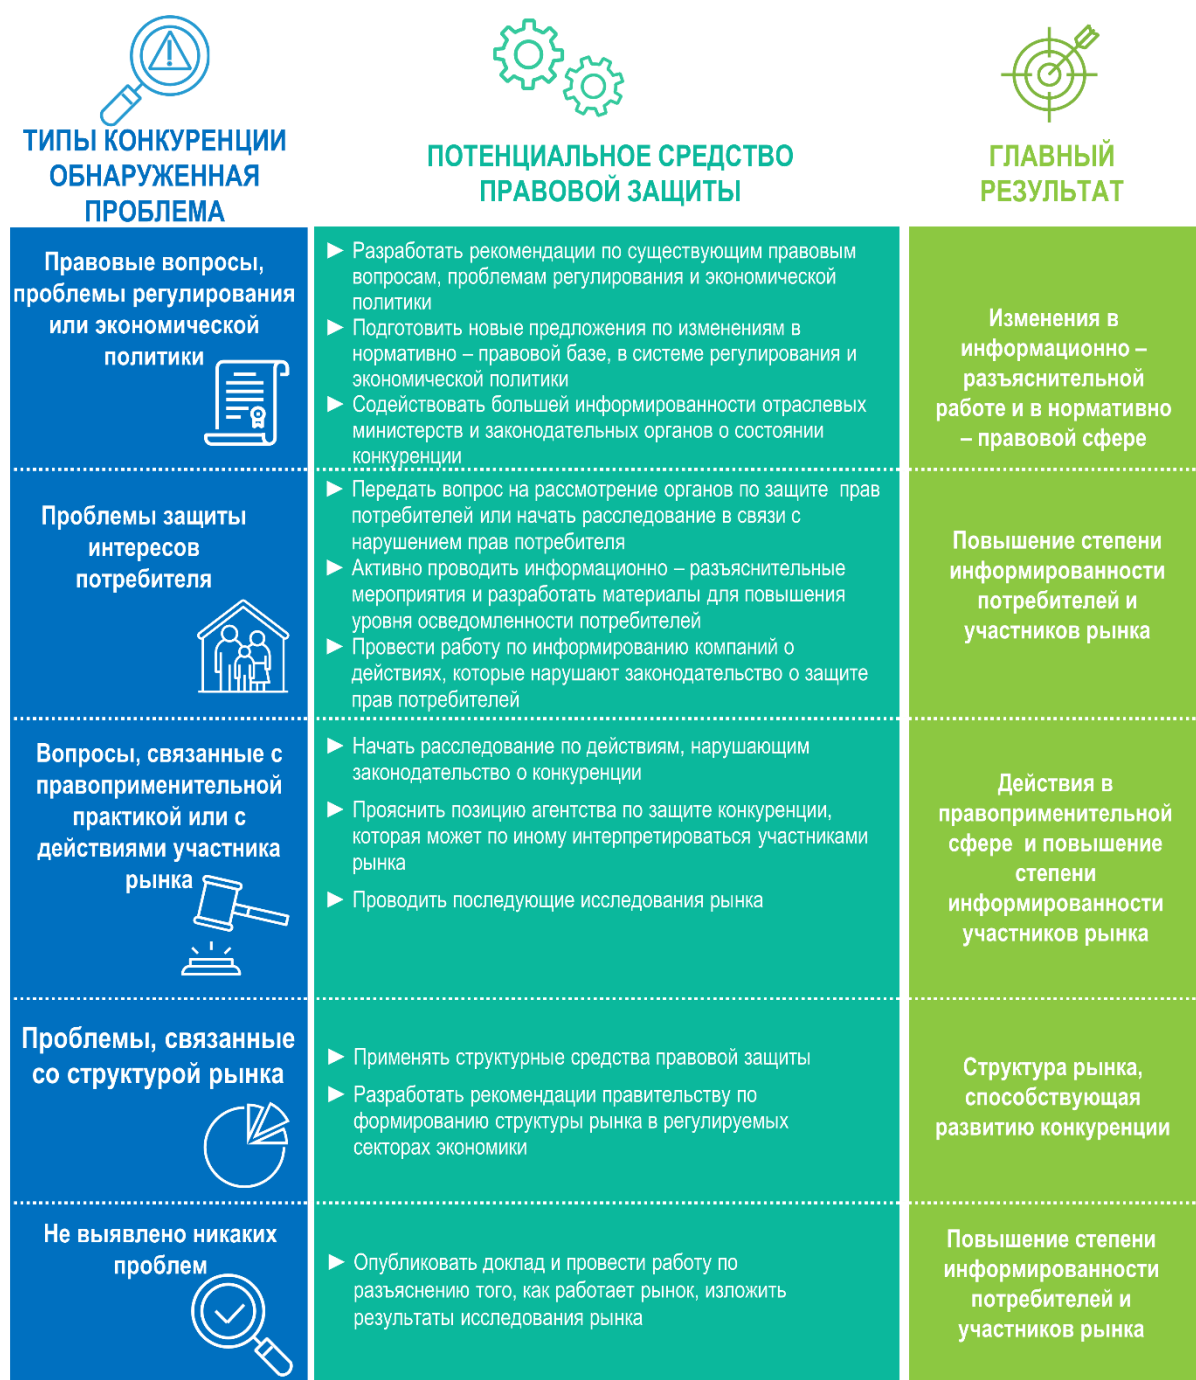 ТИПЫ КОНКУРЕНЦИИ
ОБНАРУЖЕННАЯ
ПРОБЛЕМА
ПОТЕНЦИАЛЬНОЕ СРЕДСТВО
ПРАВОВОЙ ЗАЩИТЫ
ГЛАВНЫЙ
РЕЗУЛЬТАТ
Правовые вопросы,
проблемы регулирования
или экономической
политики
► Разработать рекомендации по существующим правовым
вопросам, проблемам регулирования и экономической
политики
► Подготовить новые предложения по изменениям в
нормативно – правовой базе, в системе регулирования и
экономической политики
► Содействовать большей информированности отраслевых
министерств и законодательных органов о состоянии
конкуренции
Изменения в
информационно –
разъяснительной
работе и в нормативно
– правовой сфере
Проблемы защиты
интересов
потребителя
► Передать вопрос на рассмотрение органов по защите прав
потребителей или начать расследование в связи с
нарушением прав потребителя
► Активно проводить информационно – разъяснительные
мероприятия и разработать материалы для повышения
уровня осведомленности потребителей
► Провести работу по информированию компаний о
действиях, которые нарушают законодательство о защите
прав потребителей
Повышение степени
информированности
потребителей и
участников рынка
Вопросы, связанные с
правоприменительной
практикой или с
действиями участника
рынка
► Начать расследование по действиям, нарушающим
законодательство о конкуренции
► Прояснить позицию агентства по защите конкуренции,
которая может по иному интерпретироваться участниками
рынка
► Проводить последующие исследования рынка
Действия в
правоприменительной
сфере и повышение
степени
информированности
участников рынка
Проблемы, связанные
со структурой рынка
► Применять структурные средства правовой защиты
► Разработать рекомендации правительству по
формированию структуры рынка в регулируемых
секторах экономики
Структура рынка,
способствующая
развитию конкуренции
Не выявлено никаких
проблем
► Опубликовать доклад и провести работу по
разъяснению того, как работает рынок, изложить
результаты исследования рынка
Повышение степени
информированности
потребителей и
участников рынка